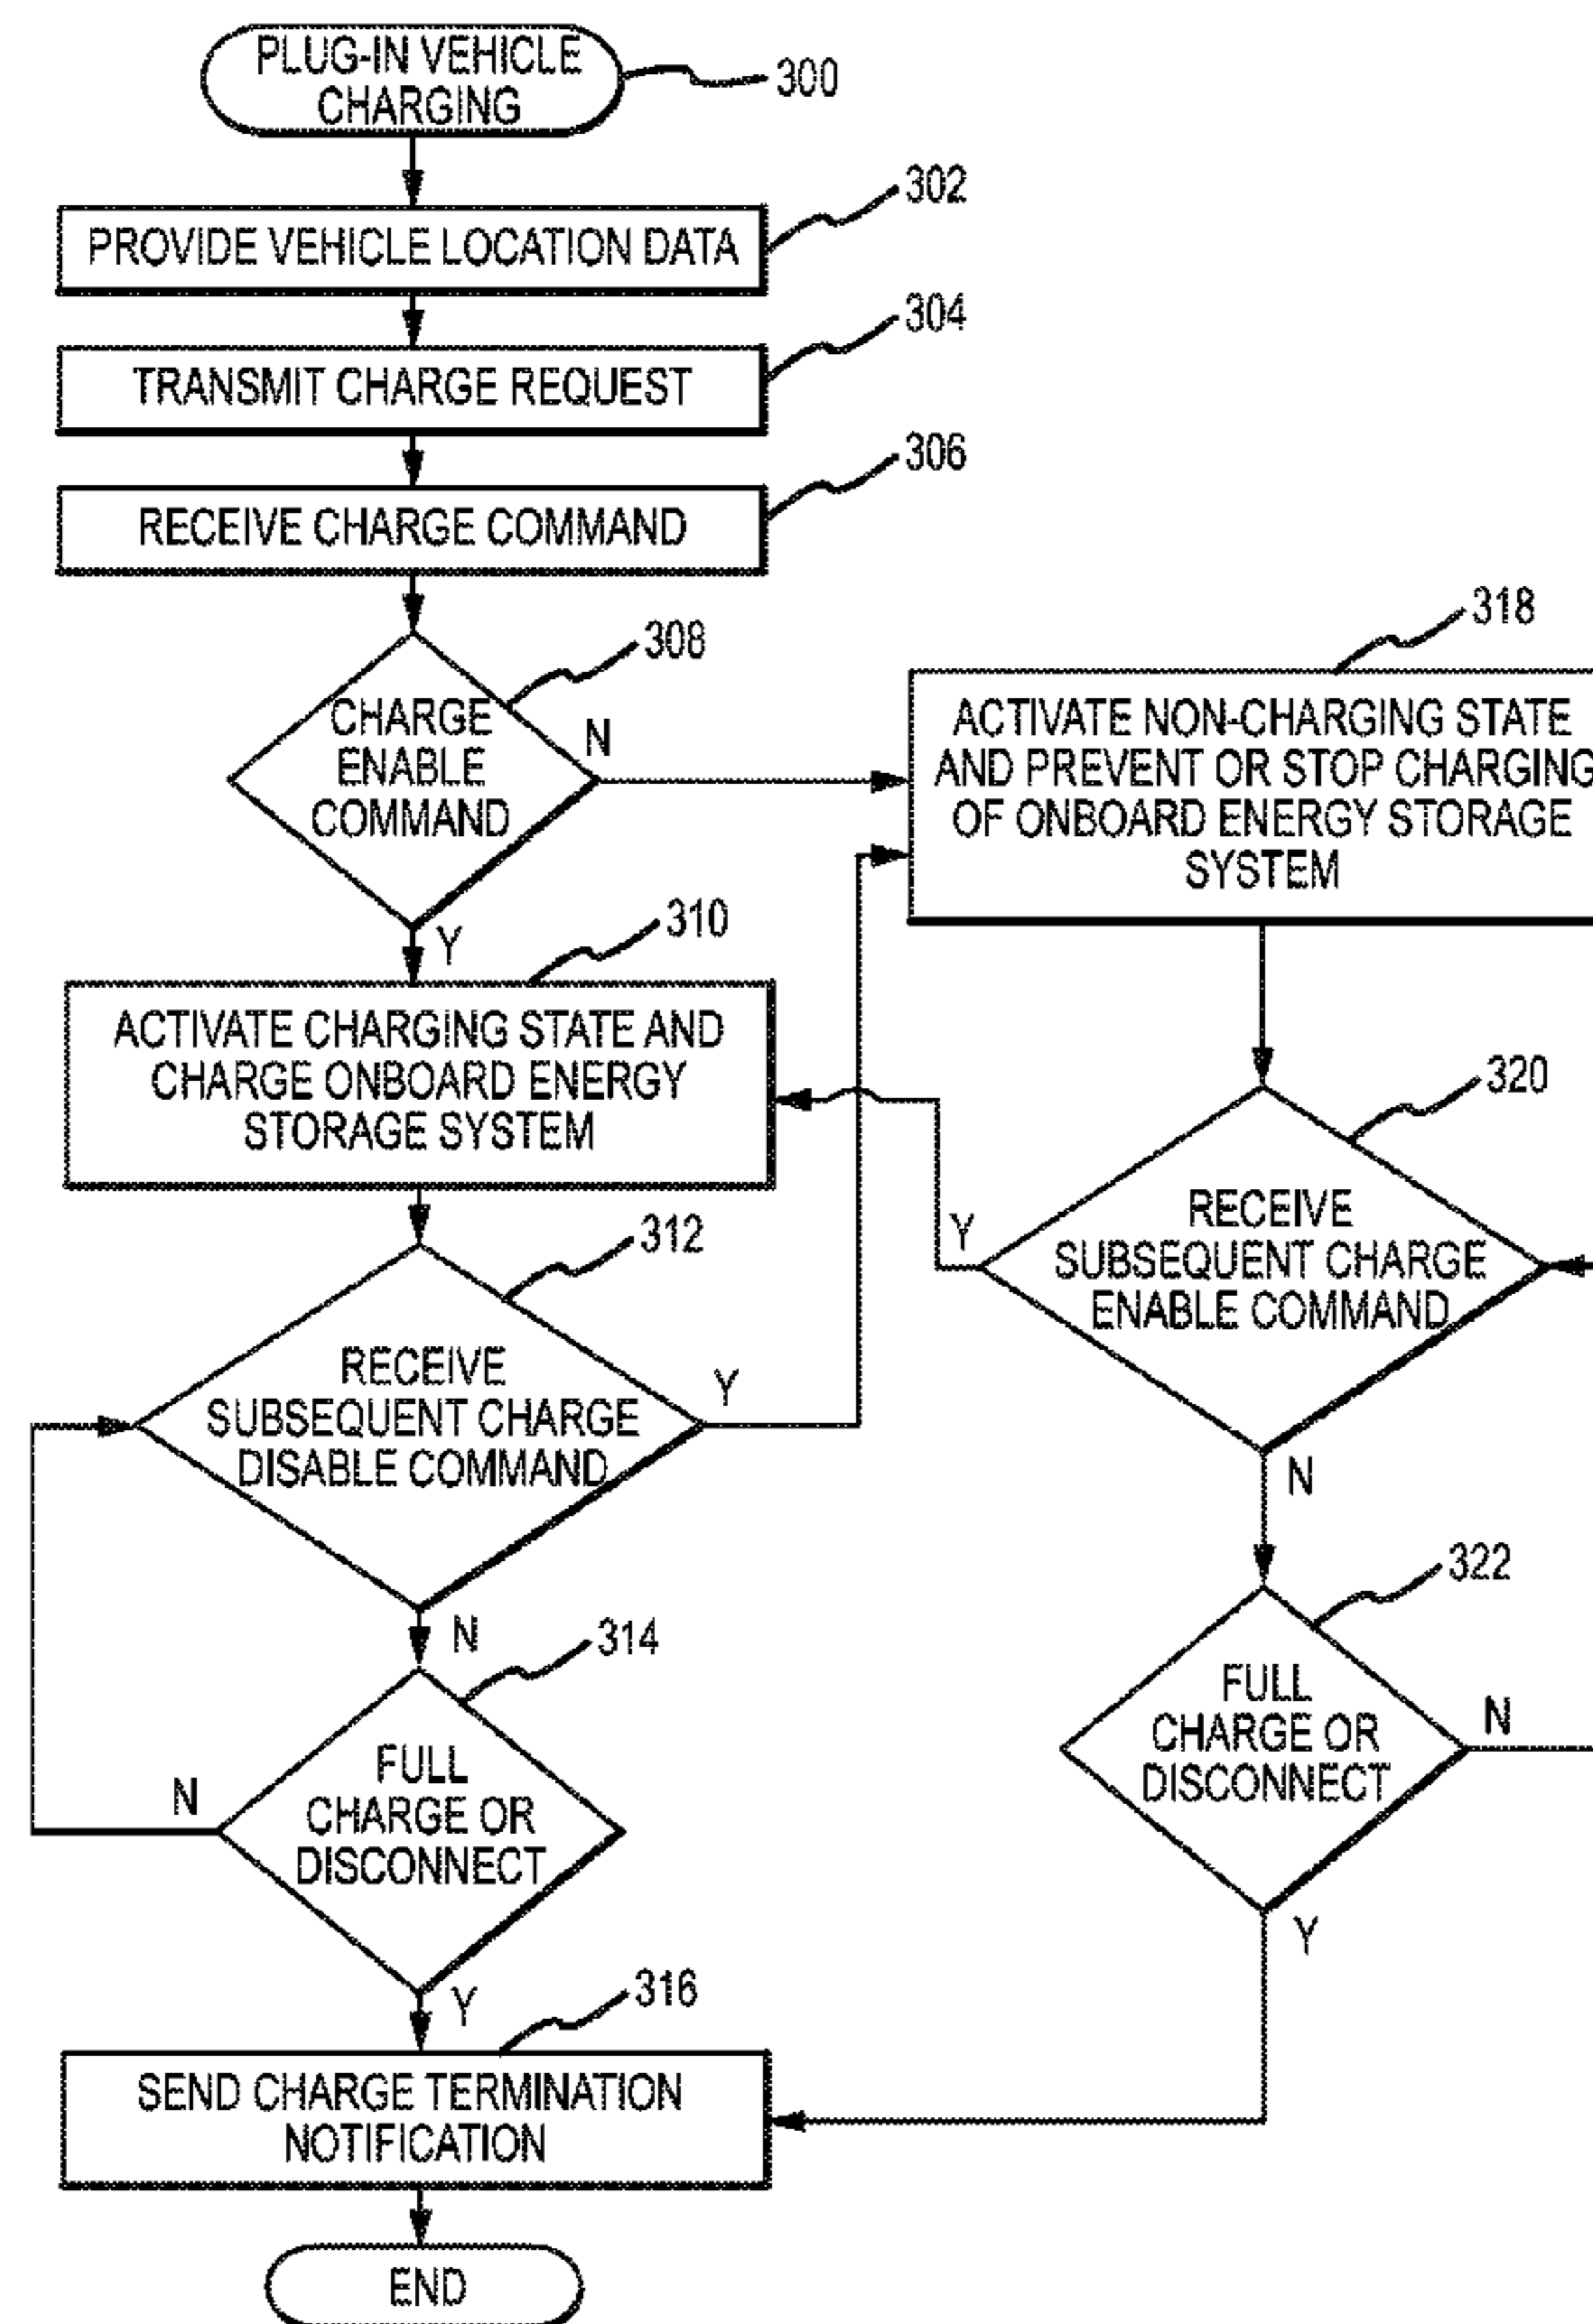 PLUG-IN VEHICLE
CHARGING
300
302
PROVIDE VEHICLE LOCATION DATA
304
TRANSMIT CHARGE REQUEST
306
RECEIVE CHARGE COMMAND
308
CHARGE
ENABLE
COMMAND
N
Y
318
ACTIVATE NON-CHARGING STATE
AND PREVENT OR STOP CHARGING
OF ONBOARD ENERGY STORAGE
SYSTEM
310
ACTIVATE CHARGING STATE AND
CHARGE ONBOARD ENERGY
STORAGE SYSTEM
320
RECEIVE
SUBSEQUENT CHARGE
ENABLE COMMAND
Y
N
312
RECEIVE
SUBSEQUENT CHARGE
DISABLE COMMAND
Y
N
322
FULL
CHARGE OR
DISCONNECT
N
Y
314
FULL
CHARGE OR
DISCONNECT
N
Y
316
SEND CHARGE TERMINATION
NOTIFICATION
END